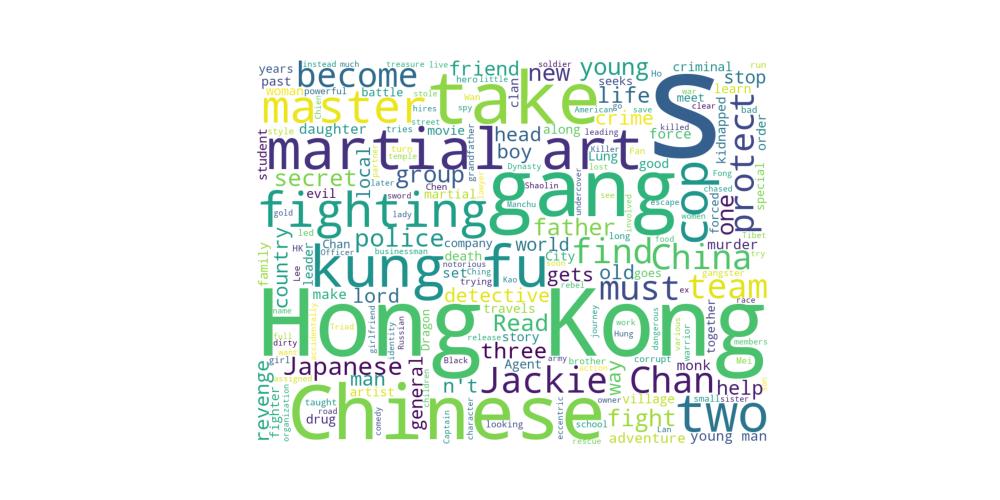 years
instead
much
treasure
live
friend
hero
little
young
Ho
seeks
criminal
run
past
become
take
new
stop
S
woman
powerful
battle
stole
Wan
American
save
go
war
meet
learn
master
Chien
street
hires
spy
clan
life
soldier
clear
bad
protect
style
tries
movie
head
along
leading
Killer
crime
force
killed
kidnapped
order
daughter
grandfather
boy
Fan
student
martial art
turn
temple
partner
Dynasty
lost
good
Lung
secret
local
group
gang
cop
Fong
chased
special
later
Chen
martial
lawyer
Shaolin
undercover
see
escape
forced
one
evil
sword
Manchu
women
fighting
gold
lady
father
involved
long
food
Tibet
led
Chan
police
company
world
City
find
China
murder
try
HK
Officer
businessman
death
notorious
soon
old
goes
gangster
family
country
leader
Lee
kung fu
set
Ching
trying
Kao
gets
rebel
ex
race
must
team
make
lord
detective
travels
journey
dangerous
various
together
members
name
accidentally
Hong Kong
Dragon
Read
release
story
work
Hung
warrior
full
dirty
Triad
girlfriend
identity
Russian
three
Mei
want
girl
Japanese
man
general
n't
Black
Agent
army
brother
action
corrupt
monk
way
Jackie Chan
help
revenge
assigned
artist
children
owner
village
small
sister
fighter
organization
taught
road
drug
comedy
Chinese
Captain
character
looking
eccentric
school
rescue
fight
Lan
adventure
two
young man